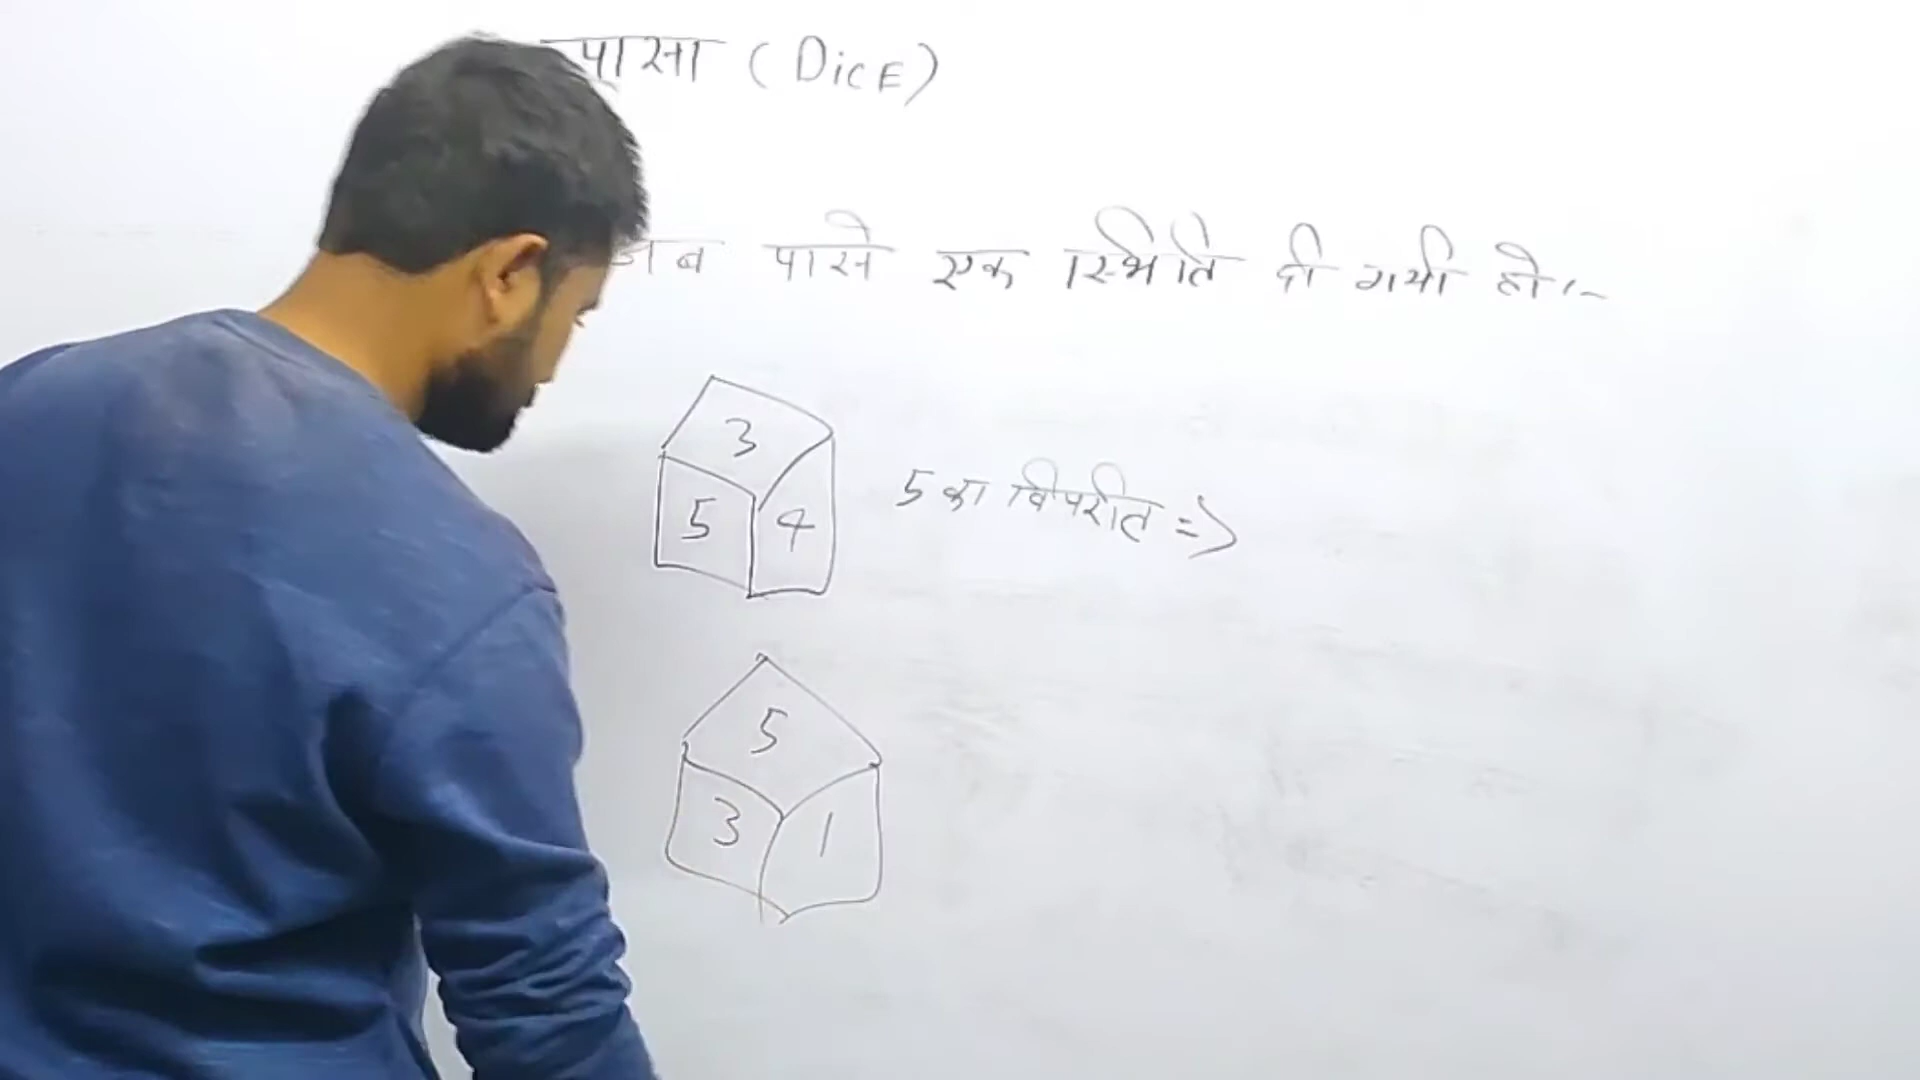 पासा (DicE)
जब पासे एक स्थिति दी गयी हो :-
3
5 4
5 का विपरीत =>
5
3 1